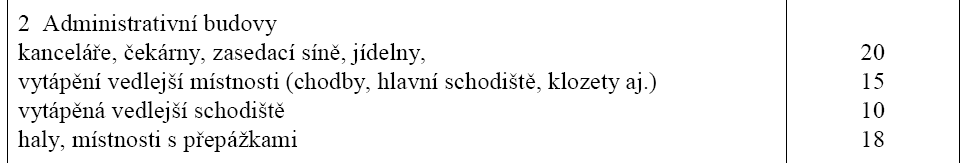 2 Administrativní budovy
kanceláře, čekárny, zasedací síně, jídelny, 20
vytápění vedlejší místnosti (chodby, hlavní schodiště, klozety aj.) 15
vytápěná vedlejší schodiště 10
haly, místnosti s přepážkami 18